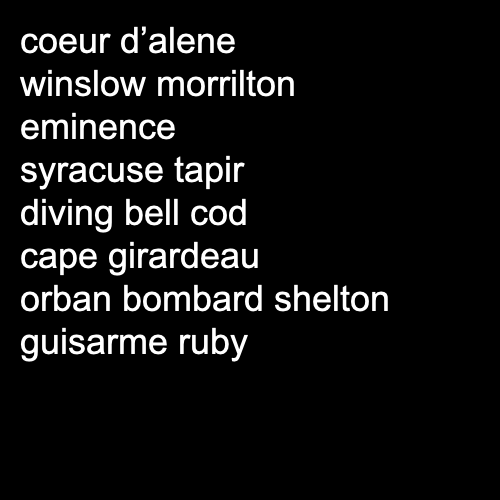 coeur d’alene
winslow morrilton
eminence
syracuse tapir
diving bell cod
cape girardeau
orban bombard shelton
guisarme ruby